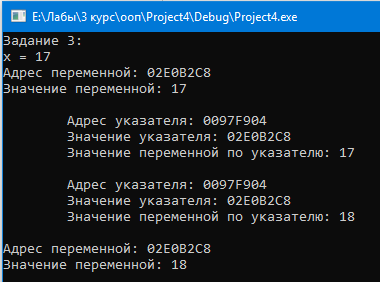 E:\Лабы\3 курс\ооп\Project4\Debug\Project4.exe
Задание 3:
x = 17
Адрес переменной: 02E0B2C8
Значение переменной: 17
Адрес указателя: 0097F904
Значение указателя: 02E0B2C8
Значение переменной по указателю: 17
Адрес указателя: 0097F904
Значение указателя: 02E0B2C8
Значение переменной по указателю: 18
Адрес переменной: 02E0B2C8
Значение переменной: 18